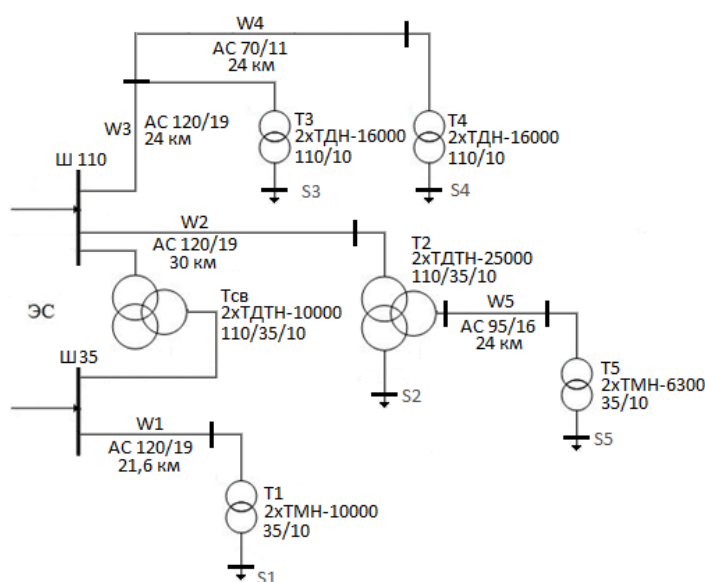 W4
АС 70/11
24 км
W3
АС 120/19
24 км
Т3
2хТДН-16000
110/10
S3
Т4
2хТДН-16000
110/10
S4
Ш 110
W2
АС 120/19
30 км
Т2
2хТДТН-25000
110/35/10
S2
W5
АС 95/16
24 км
Т5
2хТМН-6300
35/10
S5
ЭС
Тсв
2хТДТН-10000
110/35/10
Ш 35
W1
АС 120/19
21,6 км
Т1
2хТМН-10000
35/10
S1